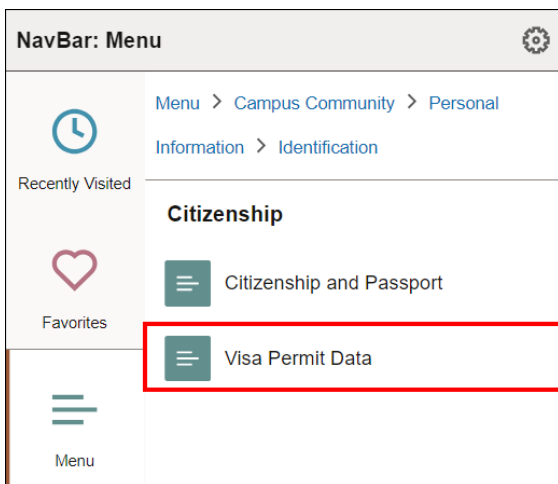 NavBar: Menu
Recently Visited
Favorites
Menu
Menu > Campus Community > Personal
Information > Identification
Citizenship
Citizenship and Passport
Visa Permit Data